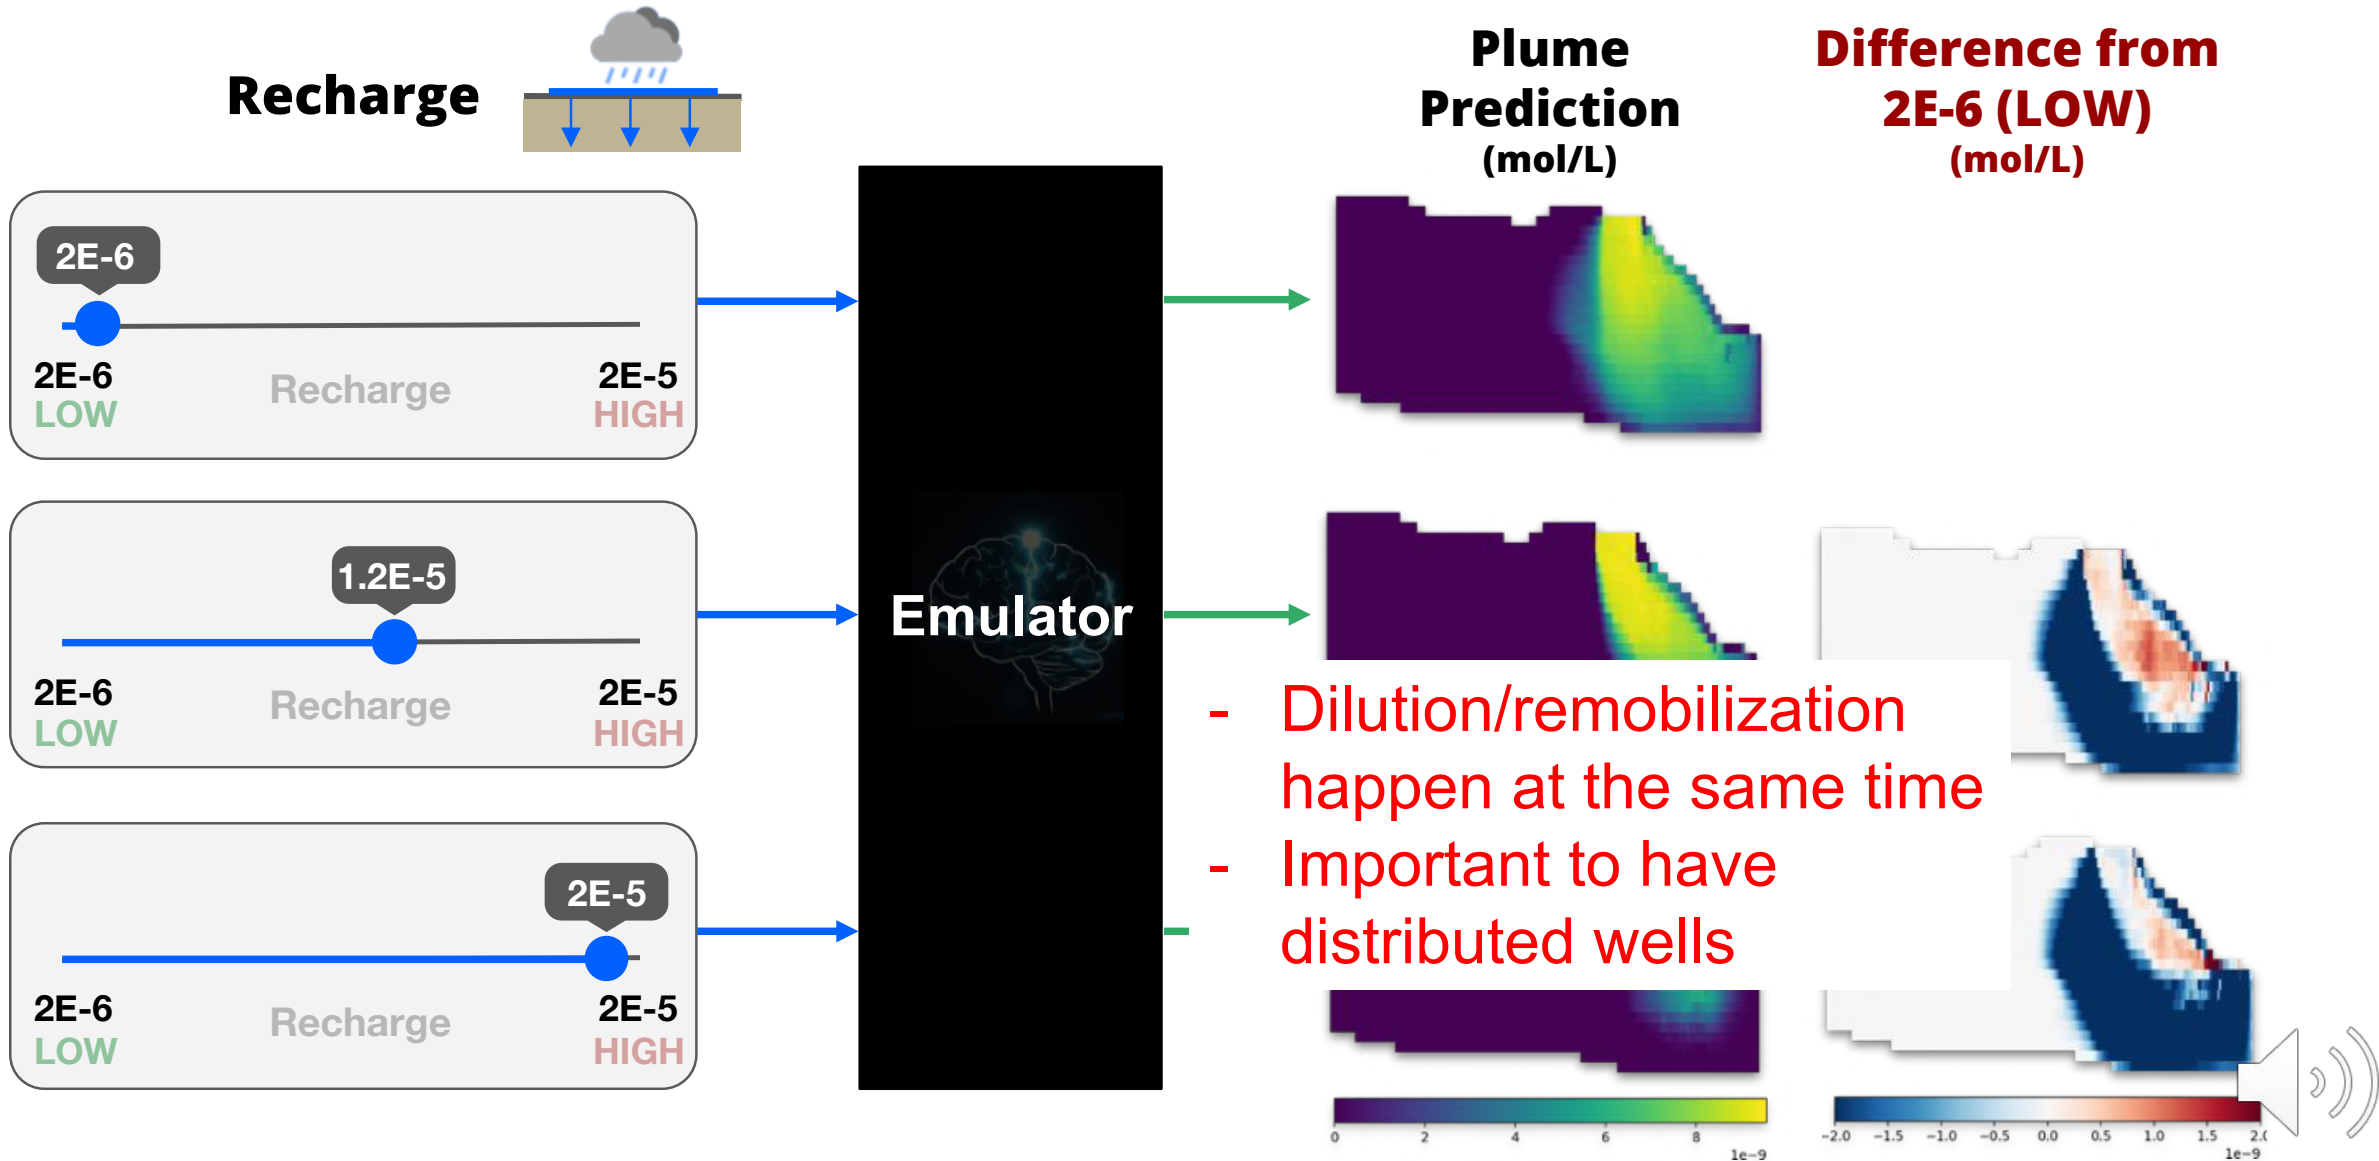 Recharge
Plume
Prediction
(mol/L)
Difference from
2E-6 (LOW)
(mol/L)
2E-6
2E-6
LOW
Recharge
2E-5
HIGH
1.2E-5
2E-6
LOW
Recharge
2E-5
HIGH
2E-5
2E-6
LOW
Recharge
2E-5
HIGH
Emulator
- Dilution/remobilization
happen at the same time
- Important to have
distributed wells
0 2 4 6 8
1e-9
-2.0 -1.5 -1.0 -0.5 0.0 0.5 1.0 1.5 2.0
1e-9